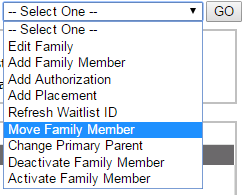 -- Select One -- GO
-- Select One --
Edit Family
Add Family Member
Add Authorization
Add Placement
Refresh Waitlist ID
Move Family Member
Change Primary Parent
Deactivate Family Member
Activate Family Member